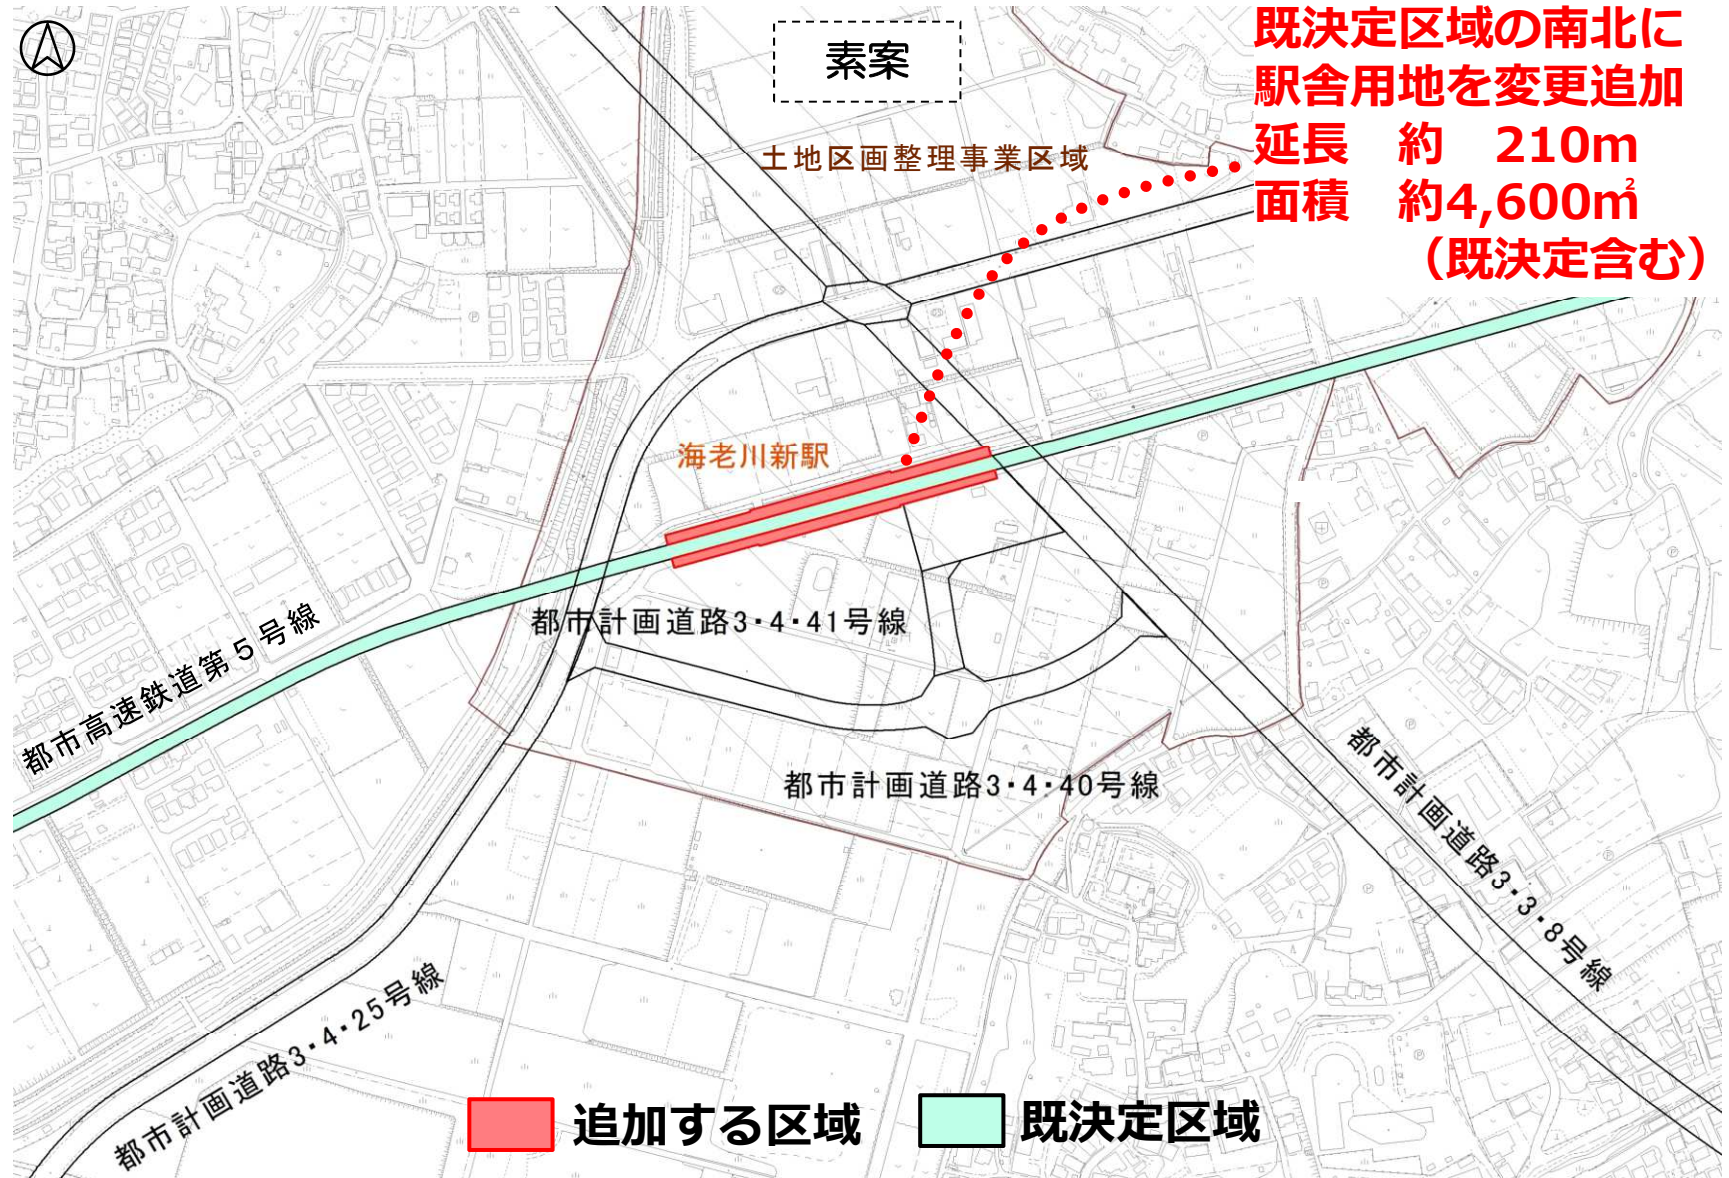 素案
既決定区域の南北に
駅舎用地を変更追加
延長 約 210m
面積 約4,600㎡
（既決定含む）
土地区画整理事業区域
海老川新駅
都市計画道路3・4・41号線
都市高速鉄道第５号線
都市計画道路3・4・40号線
都市計画道路3・3・8号線
都市計画道路3・4・25号線
追加する区域
既決定区域